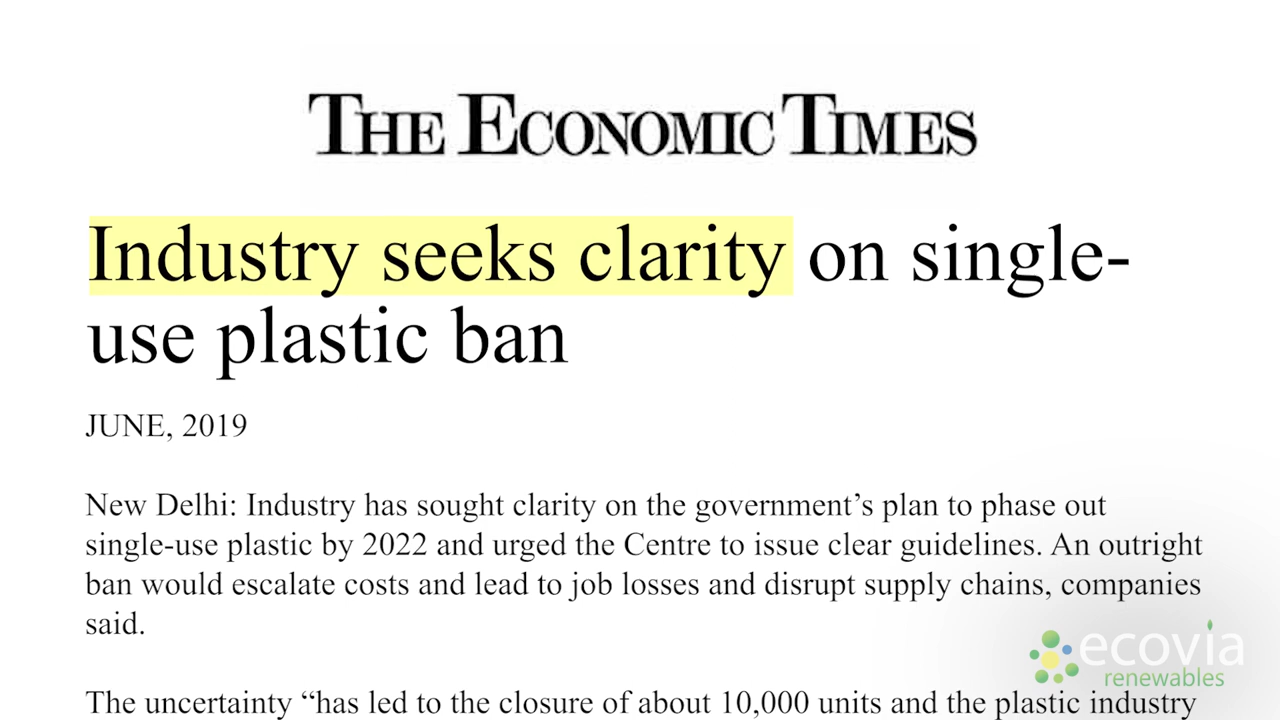 THE ECONOMIC TIMES
Industry seeks clarity on single-
use plastic ban
JUNE, 2019
New Delhi: Industry has sought clarity on the government’s plan to phase out
single-use plastic by 2022 and urged the Centre to issue clear guidelines. An outright
ban would escalate costs and lead to job losses and disrupt supply chains, companies
said.
The uncertainty “has led to the closure of about 10,000 units and the plastic industry
ecovia
renewables